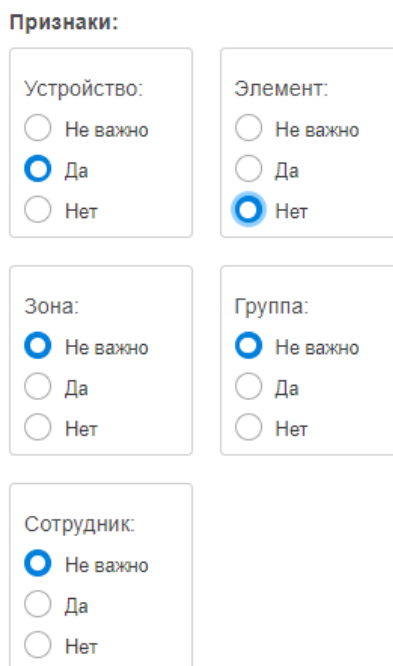 Признаки:
Устройство:
Не важно
Да
Нет
Элемент:
Не важно
Да
Нет
Зона:
Не важно
Да
Нет
Группа:
Не важно
Да
Нет
Сотрудник:
Не важно
Да
Нет